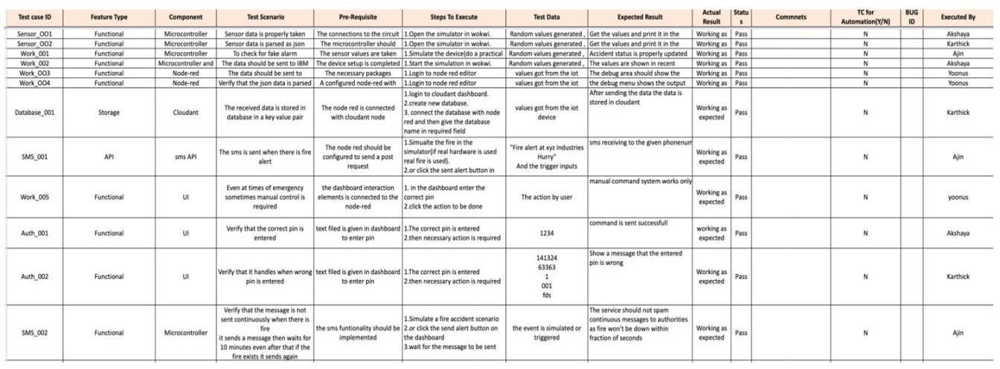 Test case ID Feature Type Component Test Scenario Pre-Requisite Steps To Execute Test Data Expected Result Actual Result Status Commnets TC for Automation(Y/N) BUG ID Executed By
Sensor_OO1 Functional Microcontroller Sensor data is properly taken The connections to the circuit 1.Open the simulator in wokwi. Random values generated , Get the values and print it in the Working as Pass N Akshaya
Sensor_OO2 Functional Microcontroller Sensor data is parsed as json The microcontroller should 1.Open the simulator in wokwi. Random values generated , Get the values and print it in the Working as Pass N Karthick
Work_001 Functional Microcontroller To check for fake alarm The sensor values are taken 1.Simulate the device(do a practical Random values generated , Accident status is properly updated Working as Pass N Ajin
Work_002 Functional Microcontroller and The data should be sent to IBM The device setup is completed 1.Start the simulation in wokwi. Random values generated , The values are shown in recent Working as Pass N Akshaya
Work_OO3 Functional Node-red The data should be sent to The necessary packages 1.Login to node red editor values got from the iot The debug area should show the Working as Pass N Yoonus
Work_OO4 Functional Node-red Verify that the json data is parsed A configured node-red with 1.Login to node red editor values got from the iot the debug menu shows the output Working as Pass N Yoonus
Database_001 Storage Cloudant The received data is stored in
database in a key value pair
The node red is connected
with cloudant node
1.login to cloudant dashboard.
2.create new database.
3. connect the database with node
red and then give the database
name in required field
values got from the iot
device
After sending the data the data is
stored in cloudant
Working as
expected
Pass N Karthick
SMS_001 API sms API The sms is sent when there is fire
alert
The node red should be
configured to send a post
request
1.Simualte the fire in the
simulator(if real hardware is used
real fire is used).
2.or click the sent alert button in
"Fire alert at xyz industries
Hurry"
And the trigger inputs
sms receiving to the given phonenum
Working as
expected
Pass N Ajin
Work_005 Functional UI Even at times of emergency
sometimes manual control is
required
the dashboard interaction
elements is connected to the
node-red
1. in the dashboard enter the
correct pin
2.click the action to be done
The action by user
manual command system works only
Working as
expected
Pass N yoonus
Auth_001 Functional UI Verify that the correct pin is
entered
text filed is given in dashboard
to enter pin
1.The correct pin is entered
2.then necessary action is required
1234
command is sent successfull
working as
expected
Pass N Akshaya
Auth_002 Functional UI Verify that it handles when wrong
pin is entered
text filed is given in dashboard
to enter pin
1.The correct pin is entered
2.then necessary action is required
141324
63363
1
001
fds
Show a message that the entered
pin is wrong
Working as
expected
Pass N Karthick
SMS_002 Functional Microcontroller Verify that the message is not
sent continuously when there is
fire
it sends a message then waits for
10 minutes even after that if the
fire exists it sends again
the sms funtionality should be
implemented
1.Simulate a fire accident scenario
2.or click the send alert button on
the dashboard
3.wait for the message to be sent
the event is simulated or
triggered
The service should not spam
continuous messages to authorities
as fire won't be down within
fraction of seconds
Working as
expected
Pass N Ajin